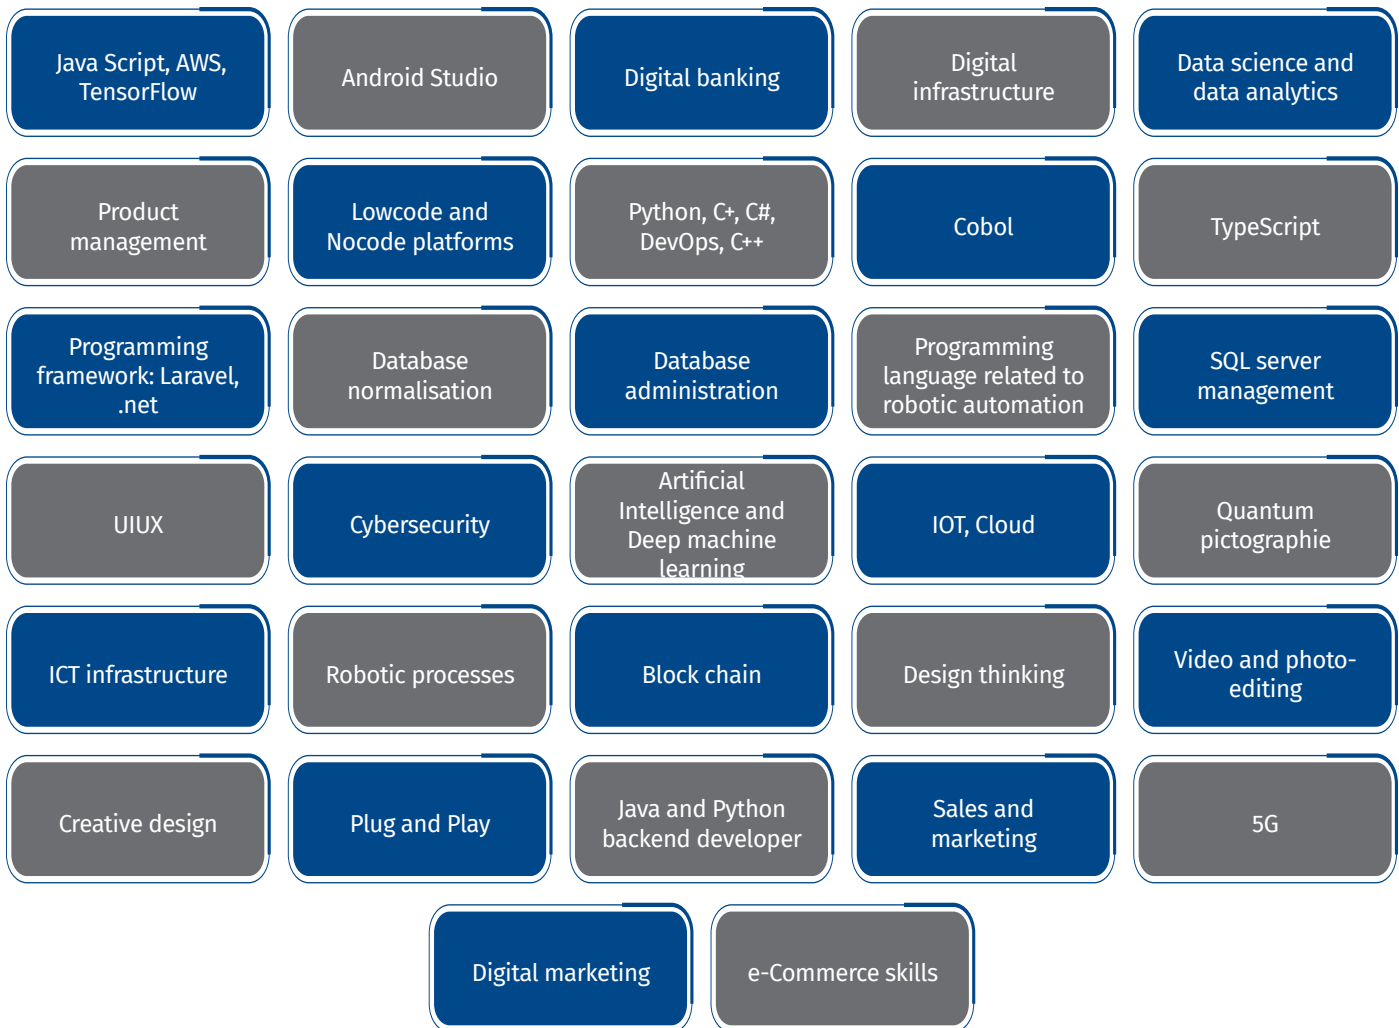 Java Script, AWS,
TensorFlow
Android Studio
Digital banking
Digital
infrastructure
Data science and
data analytics
Product
management
Lowcode and
Nocode platforms
Python, C+, C#,
DevOps, C++
Cobol
TypeScript
Programming
framework: Laravel,
.net
Database
normalisation
Database
administration
Programming
language related to
robotic automation
SQL server
management
UIUX
Cybersecurity
Artificial
Intelligence and
Deep machine
learning
IOT, Cloud
Quantum
pictographie
ICT infrastructure
Robotic processes
Block chain
Design thinking
Video and photo-
editing
Creative design
Plug and Play
Java and Python
backend developer
Sales and
marketing
5G
Digital marketing
e-Commerce skills